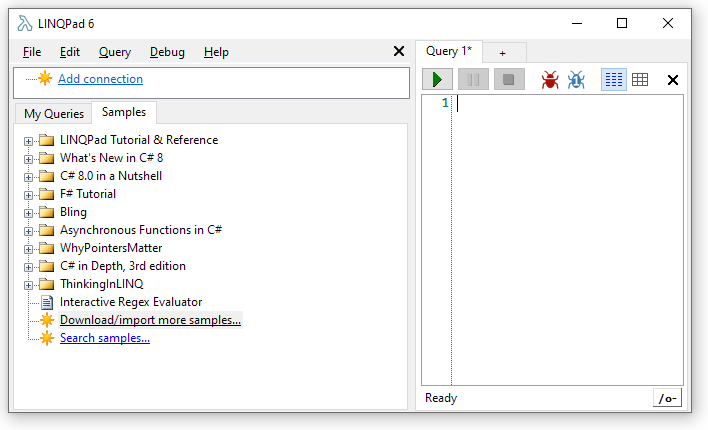 LINQPad 6
File Edit Query Debug Help
Add connection
My Queries Samples
LINQPad Tutorial & Reference
What's New in C# 8
C# 8.0 in a Nutshell
F# Tutorial
Bling
Asynchronous Functions in C#
WhyPointersMatter
C# in Depth, 3rd edition
ThinkingInLINQ
Interactive Regex Evaluator
Download/import more samples...
Search samples...
Query 1* +
1
1
Ready /o-